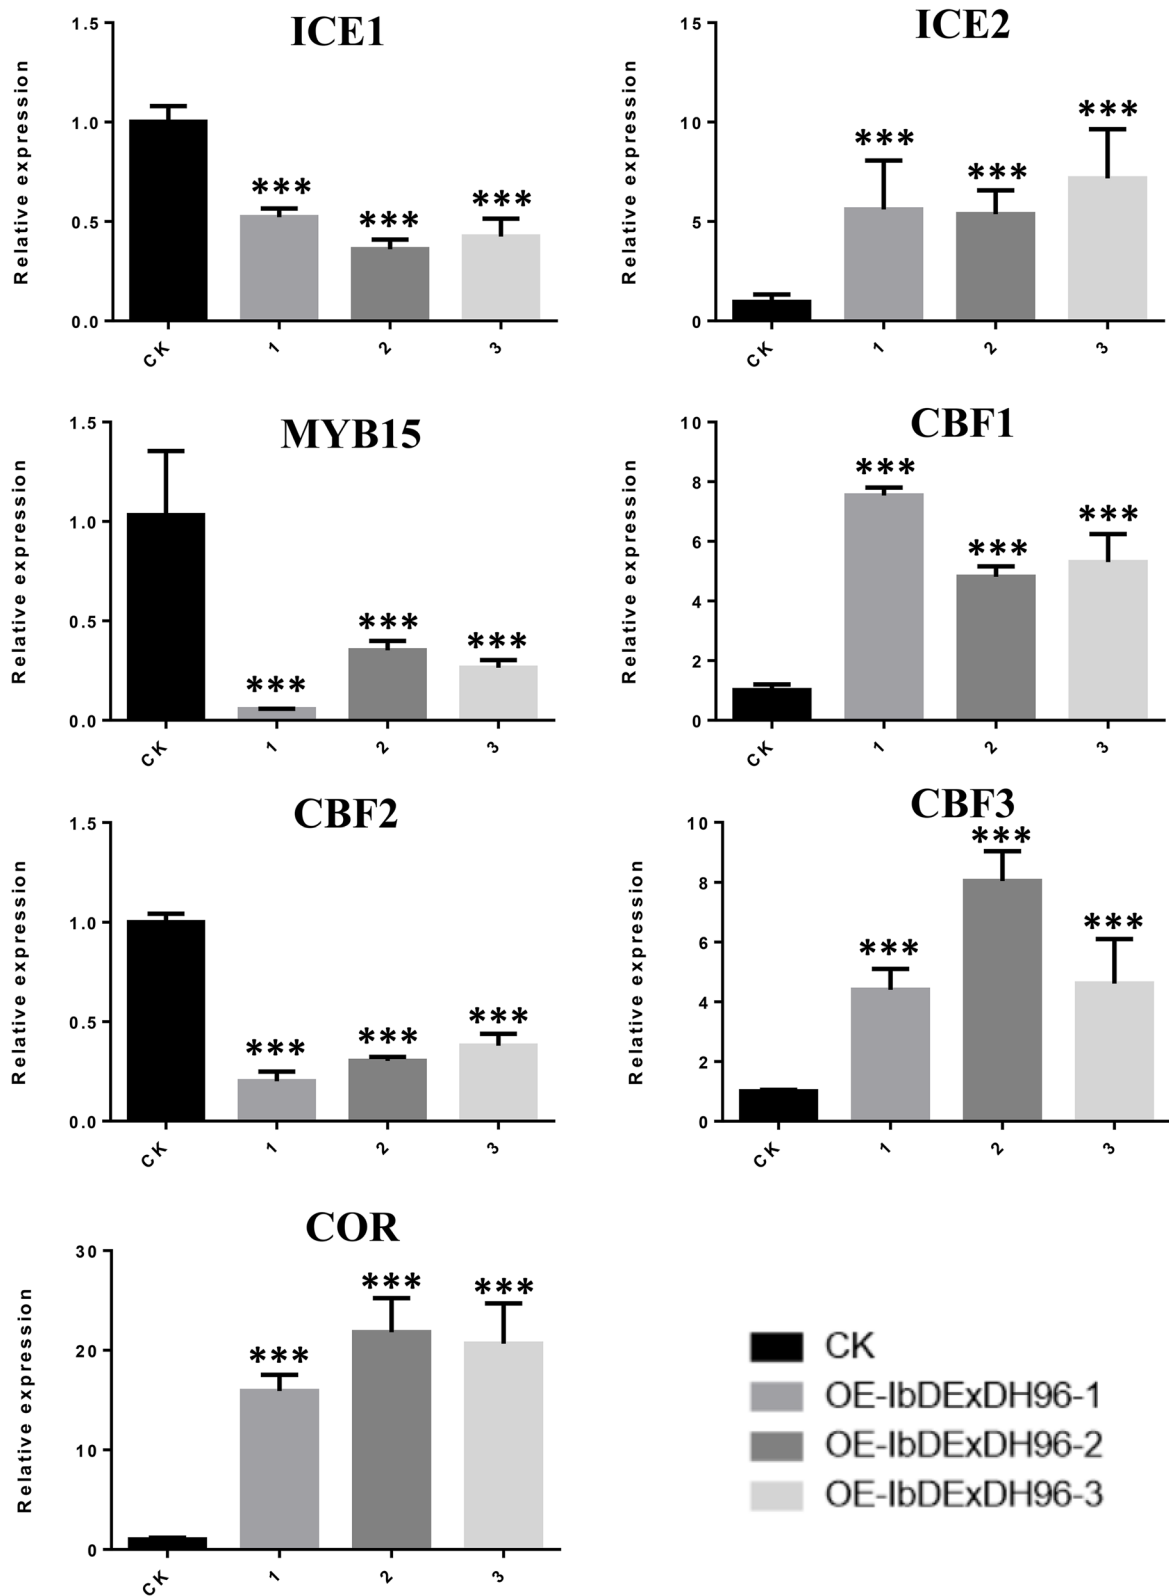 ICE1
Relative expression
1.5
1.0
0.5
0.0
***
***
***
CK
1
2
3
ICE2
Relative expression
15
10
5
0
***
***
***
CK
1
2
3
MYB15
Relative expression
1.5
1.0
0.5
0.0
***
***
***
CK
1
2
3
CBF1
Relative expression
10
8
6
4
2
0
***
***
***
CK
1
2
3
CBF2
Relative expression
1.5
1.0
0.5
0.0
***
***
***
CK
1
2
3
CBF3
Relative expression
10
8
6
4
2
0
***
***
***
CK
1
2
3
COR
Relative expression
30
20
10
0
***
***
***
CK
1
2
3
CK
OE-IbDExDH96-1
OE-IbDExDH96-2
OE-IbDExDH96-3